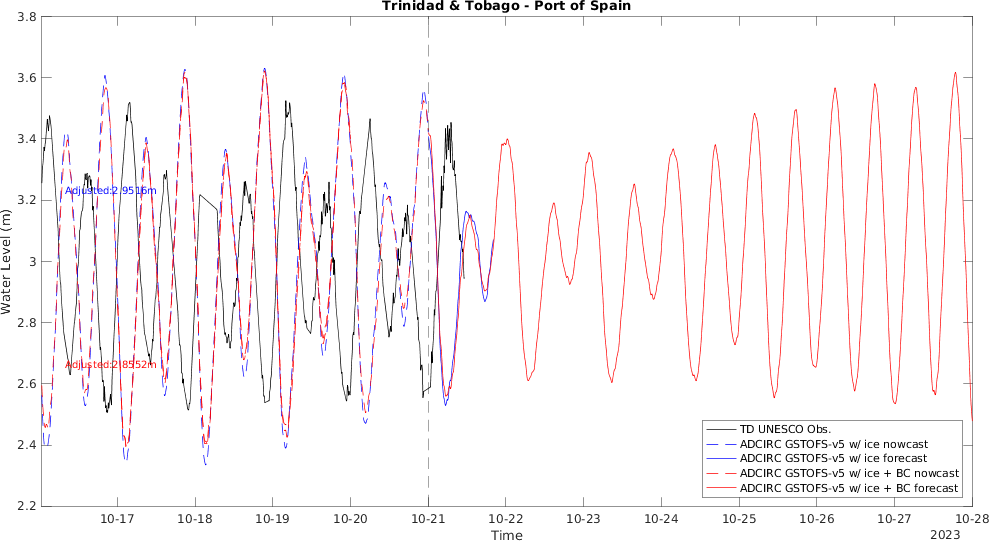 Trinidad & Tobago - Port of Spain
3.8
3.6
3.4
3.2
3
2.8
2.6
2.4
2.2
Water Level (m)
Adjusted:2.9516m
Adjusted:2.8552m
TD UNESCO Obs.
ADCIRC GSTOFS-v5 w/ ice nowcast
ADCIRC GSTOFS-v5 w/ ice forecast
ADCIRC GSTOFS-v5 w/ ice + BC nowcast
ADCIRC GSTOFS-v5 w/ ice + BC forecast
10-17 10-18 10-19 10-20 10-21 10-22 10-23 10-24 10-25 10-26 10-27 10-28
Time
2023